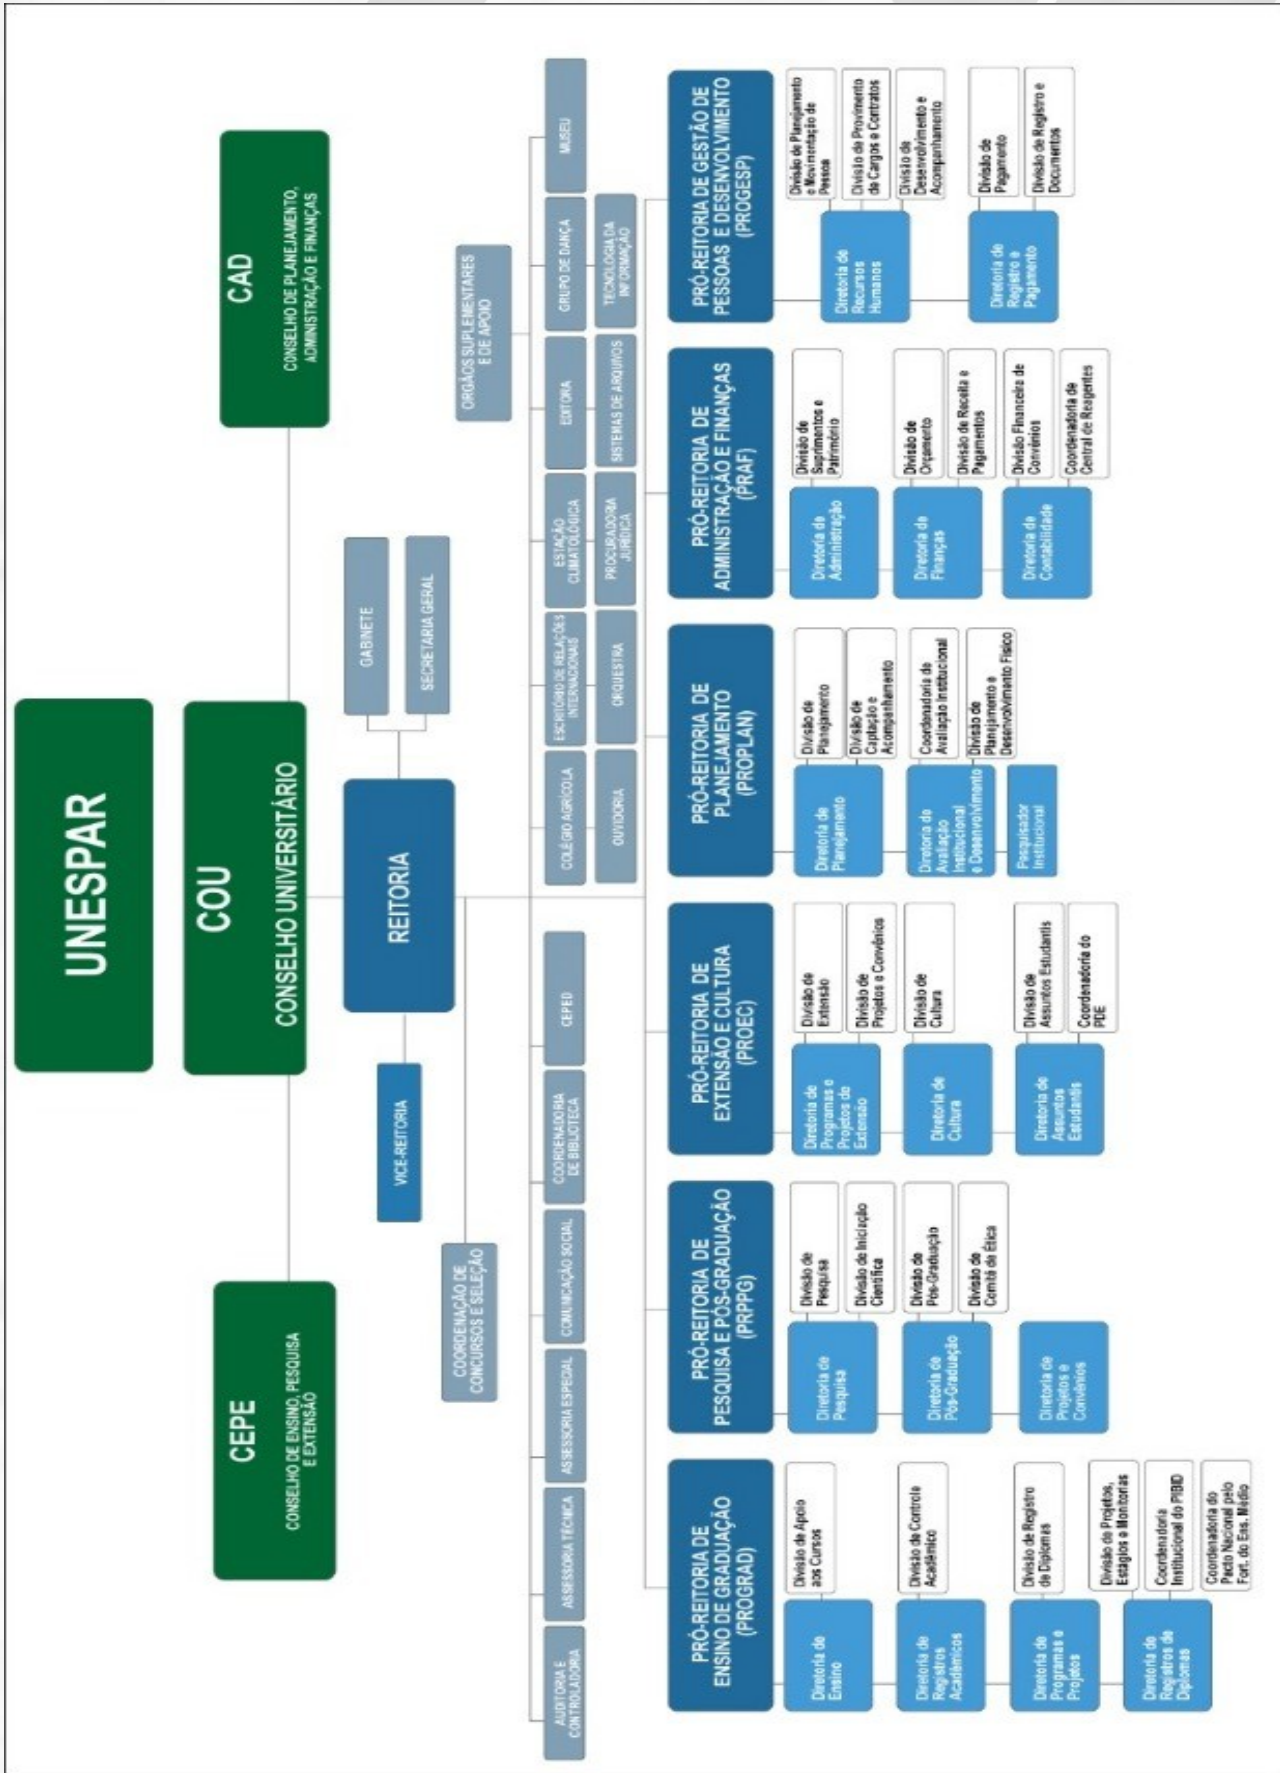 UNESPAR
CEPE
CONSELHO DE ENSINO, PESQUISA
E EXTENSÃO
COU
CONSELHO UNIVERSITÁRIO
CAD
CONSELHO DE PLANEJAMENTO,
ADMINISTRAÇÃO E FINANÇAS
VICE-REITORIA
REITORIA
GABINETE
SECRETARIA GERAL
COORDENAÇÃO DE
CONCURSOS E SELEÇÃO
ORGÃOS SUPLEMENTARES
E DE APOIO
AUDITORIA E
CONTROLADORIA
ASSESSORIA TÉCNICA
ASSESSORIA ESPECIAL
COMUNICAÇÃO SOCIAL
COORDENADORIA
DE BIBLIOTECA
CEPED
COLÉGIO AGRÍCOLA
ESCRITÓRIO DE RELAÇÕES
INTERNACIONAIS
ESTAÇÃO
CLIMATOLÓGICA
EDITORA
GRUPO DE DANÇA
MUSEU
OUVIDORIA
ORQUESTRA
PROCURADORIA
JURÍDICA
SISTEMAS DE ARQUIVOS
TECNOLOGIA DA
INFORMAÇÃO
PRÓ-REITORIA DE
ENSINO DE GRADUAÇÃO
(PROGRAD)
Diretoria de
Ensino
Divisão de Apoio
aos Cursos
Diretoria de
Registros
Acadêmicos
Divisão de Controle
Acadêmico
Diretoria de
Programas e
Projetos
Divisão de Registro
de Diplomas
Diretoria de
Registros de
Diplomas
Divisão de Projetos,
Estágios e Monitorias
Coordenadoria
Institucional do PIBID
Coordenadoria do
Pacto Nacional pelo
Fort. do Ens. Médio
PRÓ-REITORIA DE
PESQUISA E PÓS-GRADUAÇÃO
(PRPPG)
Diretoria de
Pesquisa
Divisão de
Pesquisa
Divisão de Iniciação
Científica
Diretoria de
Pós-Graduação
Divisão de
Pós-Graduação
Divisão de
Comitê de Ética
Diretoria de
Projetos e
Convênios
PRÓ-REITORIA DE
EXTENSÃO E CULTURA
(PROEC)
Diretoria de
Programas e
Projetos de
Extensão
Divisão de
Extensão
Divisão de
Projetos e Convênios
Diretoria de
Cultura
Divisão de
Cultura
Diretoria de
Assuntos
Estudantis
Divisão de
Assuntos Estudantis
Coordenadoria do
PDE
PRÓ-REITORIA DE
PLANEJAMENTO
(PROPLAN)
Diretoria de
Planejamento
Divisão de
Planejamento
Divisão de
Captação e
Acompanhamento
Diretoria de
Avaliação
Institucional
e Desenvolvimento
Coordenadoria de
Avaliação Institucional
Divisão de
Planejamento e
Desenvolvimento Físico
Pesquisador
Institucional
PRÓ-REITORIA DE
ADMINISTRAÇÃO E FINANÇAS
(PRAF)
Diretoria de
Administração
Divisão de
Suprimentos e
Patrimônio
Diretoria de
Finanças
Divisão de
Orçamento
Divisão de Receita e
Pagamentos
Diretoria de
Contabilidade
Divisão Financeira de
Convênios
Coordenadoria de
Central de Reagentes
PRÓ-REITORIA DE GESTÃO DE
PESSOAS E DESENVOLVIMENTO
(PROGESP)
Diretoria de
Recursos
Humanos
Divisão de Planejamento
e Movimentação de
Pessoa
Divisão de Provimento
de Cargos e Contratos
Divisão de
Desenvolvimento e
Acompanhamento
Diretoria de
Registro e
Pagamento
Divisão de
Pagamento
Divisão de Registro e
Documentos